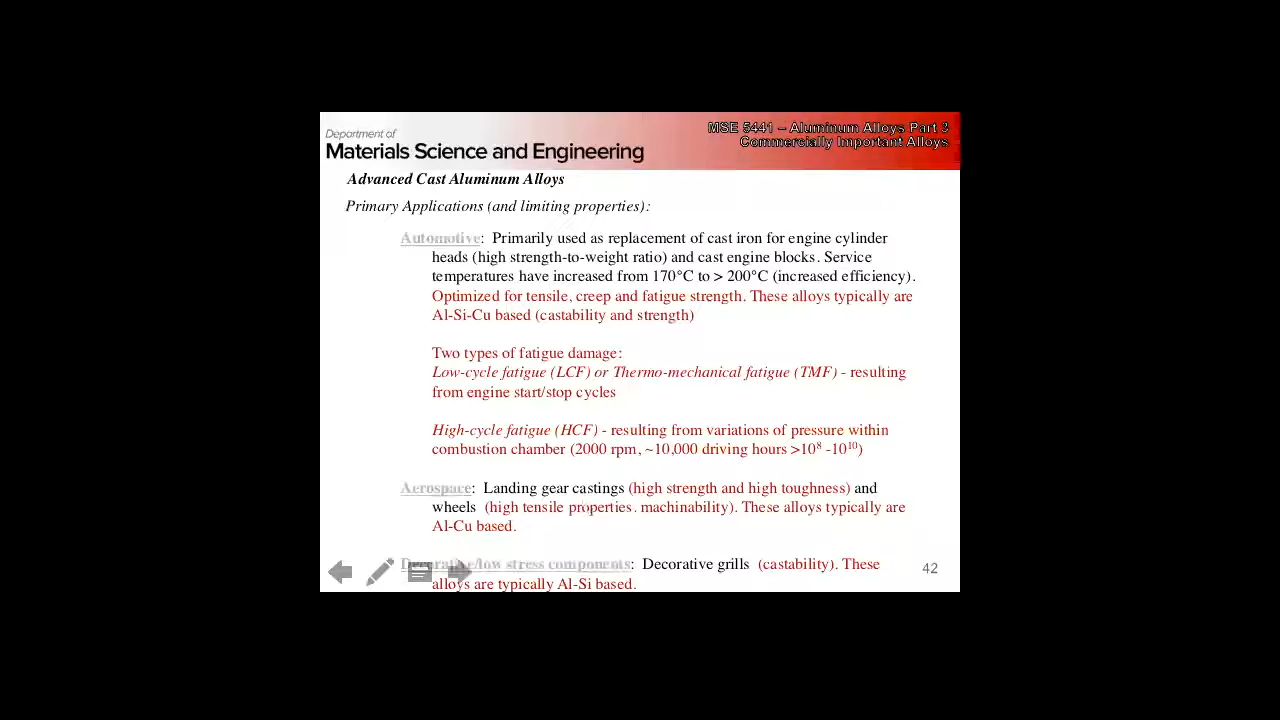 Department of
Materials Science and Engineering
MSE 5441 – Aluminum Alloys Part 3
Commercially Important Alloys
Advanced Cast Aluminum Alloys
Primary Applications (and limiting properties):
Automotive: Primarily used as replacement of cast iron for engine cylinder
heads (high strength-to-weight ratio) and cast engine blocks. Service
temperatures have increased from 170°C to > 200°C (increased efficiency).
Optimized for tensile, creep and fatigue strength. These alloys typically are
Al-Si-Cu based (castability and strength)
Two types of fatigue damage:
Low-cycle fatigue (LCF) or Thermo-mechanical fatigue (TMF) - resulting
from engine start/stop cycles
High-cycle fatigue (HCF) - resulting from variations of pressure within
combustion chamber (2000 rpm, ~10,000 driving hours >10⁸ -10¹⁰)
Aerospace: Landing gear castings (high strength and high toughness) and
wheels (high tensile properties. machinability). These alloys typically are
Al-Cu based.
Decorative/low stress components: Decorative grills (castability). These
alloys are typically Al-Si based.
42